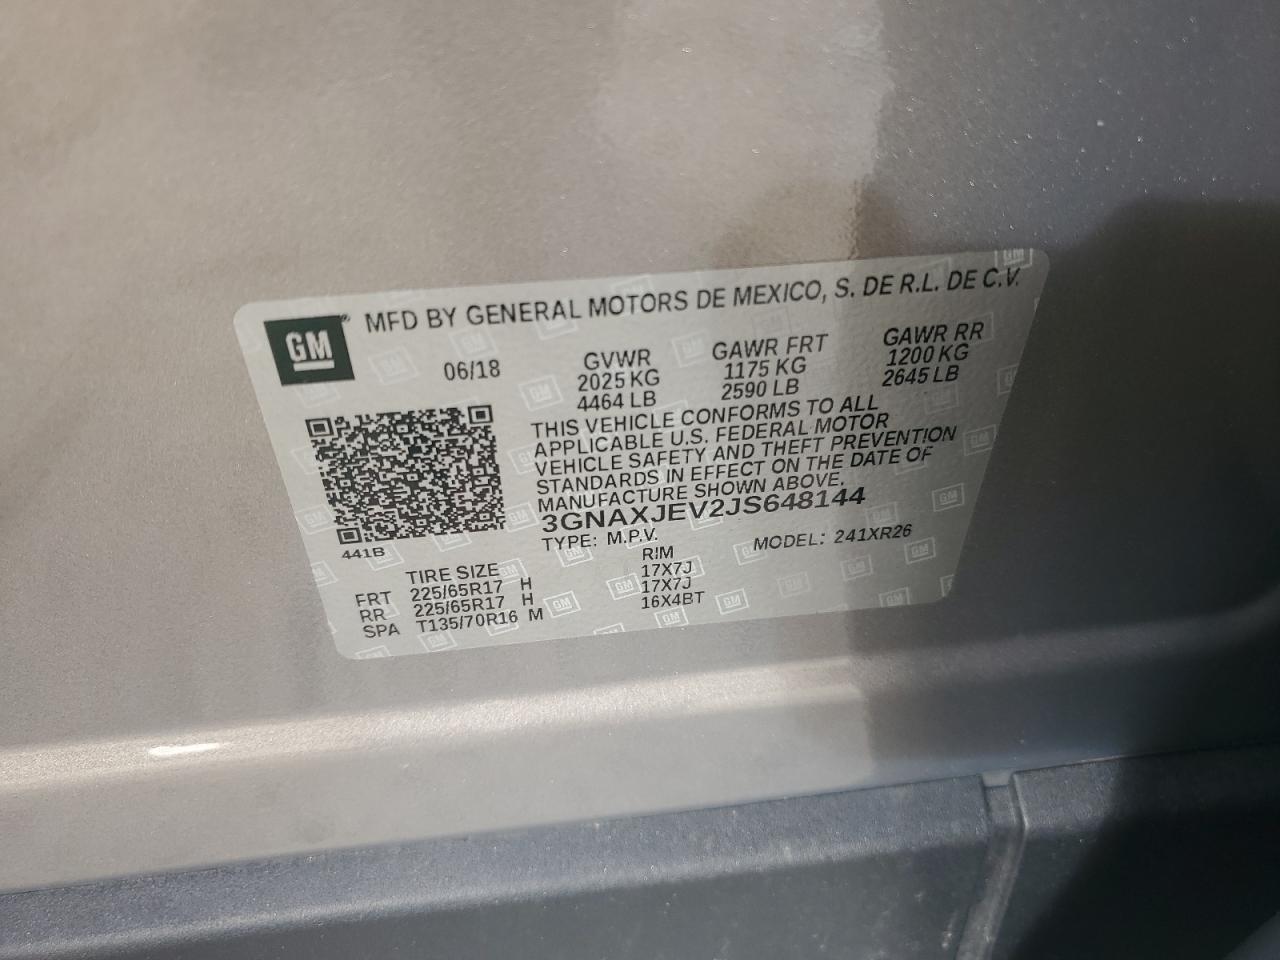 GM
MFD BY GENERAL MOTORS DE MEXICO, S. DE R.L. DE C.V.
06/18 GVWR GAWR FRT GAWR RR
2025 KG 1175 KG 1200 KG
4464 LB 2590 LB 2645 LB
THIS VEHICLE CONFORMS TO ALL
APPLICABLE U.S. FEDERAL MOTOR
VEHICLE SAFETY AND THEFT PREVENTION
STANDARDS IN EFFECT ON THE DATE OF
MANUFACTURE SHOWN ABOVE.
3GNAXJEV2JS648144
441B
TYPE: M.P.V. MODEL: 241XR26
TIRE SIZE RIM
FRT 225/65R17 H 17X7J
RR 225/65R17 H 17X7J
SPA T135/70R16 M 16X4BT